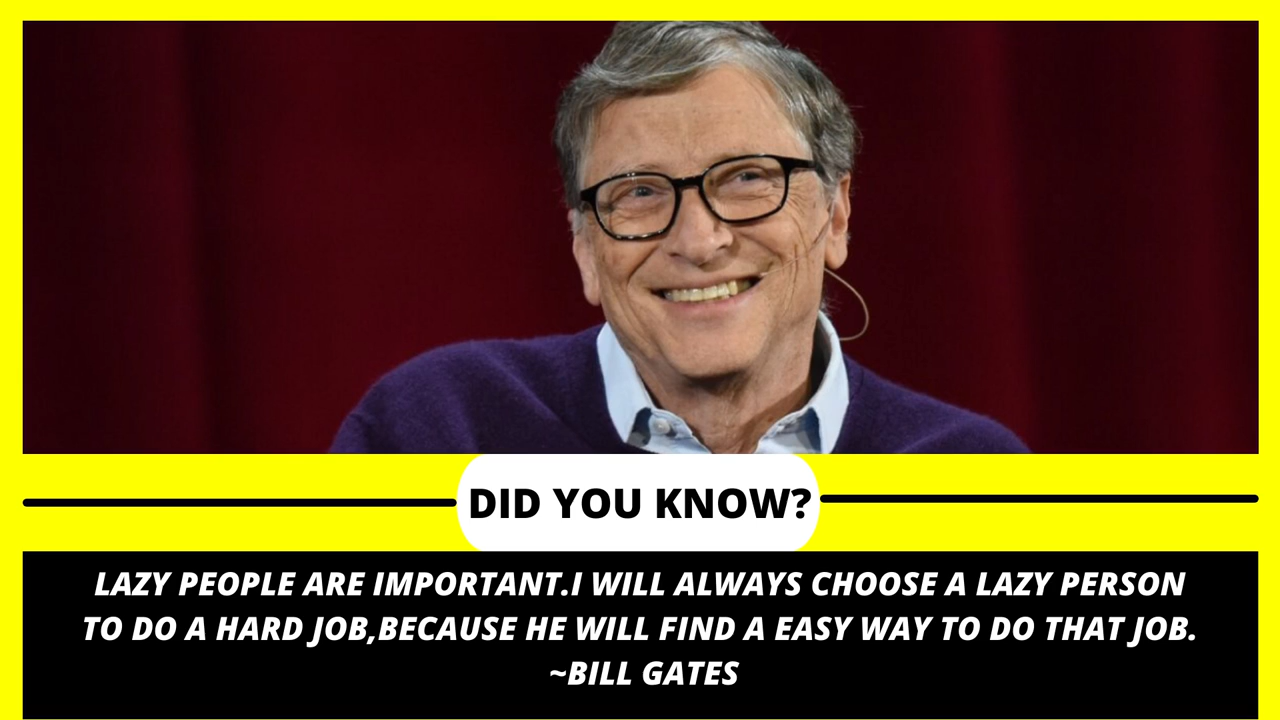 DID YOU KNOW?
LAZY PEOPLE ARE IMPORTANT.I WILL ALWAYS CHOOSE A LAZY PERSON
TO DO A HARD JOB,BECAUSE HE WILL FIND A EASY WAY TO DO THAT JOB.
~BILL GATES